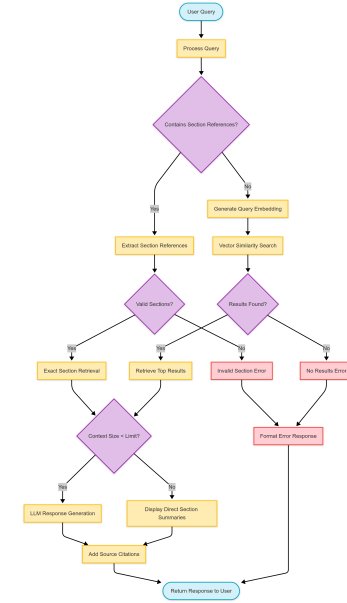 User Query
Process Query
Contains Section References?
Yes
No
Generate Query Embedding
Extract Section References
Vector Similarity Search
Valid Sections?
Results Found?
Yes
Yes
No
No
Exact Section Retrieval
Retrieve Top Results
Invalid Section Error
No Results Error
Context Size < Limit?
Format Error Response
Yes
No
LLM Response Generation
Display Direct Section
Summaries
Add Source Citations
Return Response to User